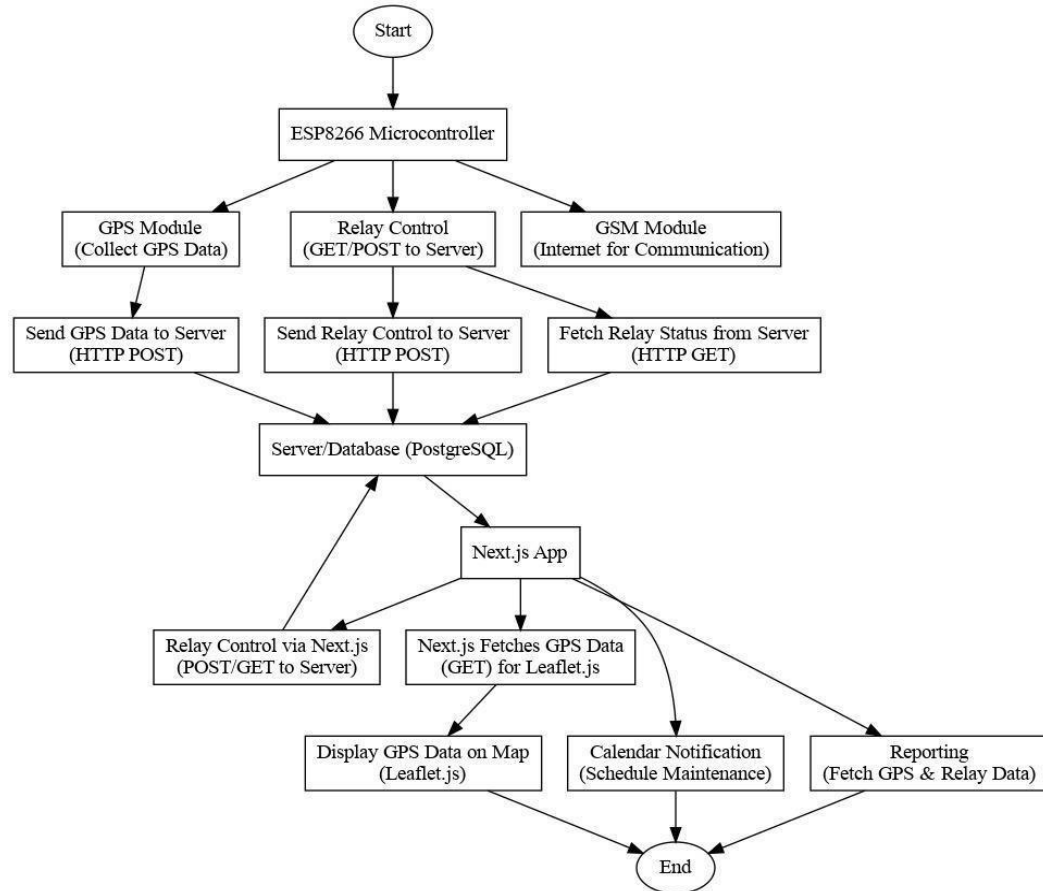 Start
ESP8266 Microcontroller
GPS Module
(Collect GPS Data)
Relay Control
(GET/POST to Server)
GSM Module
(Internet for Communication)
Send GPS Data to Server
(HTTP POST)
Send Relay Control to Server
(HTTP POST)
Fetch Relay Status from Server
(HTTP GET)
Server/Database (PostgreSQL)
Next.js App
Relay Control via Next.js
(POST/GET to Server)
Next.js Fetches GPS Data
(GET) for Leaflet.js
Display GPS Data on Map
(Leaflet.js)
Calendar Notification
(Schedule Maintenance)
Reporting
(Fetch GPS & Relay Data)
End